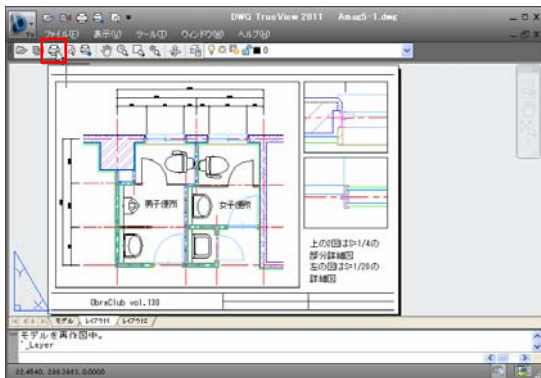 DWG TrueView 2011 Amag5-1.dwg
ファイル(F) 表示(V) ツール(T) ウィンドウ(W) ヘルプ(H)
0
男子便所
女子便所
上の2図はS=1/4の
部分詳細図
左の図はS=1/20の
詳細図
ObraClub vol.138
モデル レイアウト1 レイアウト2
モデルを再作図中。
'_Layer